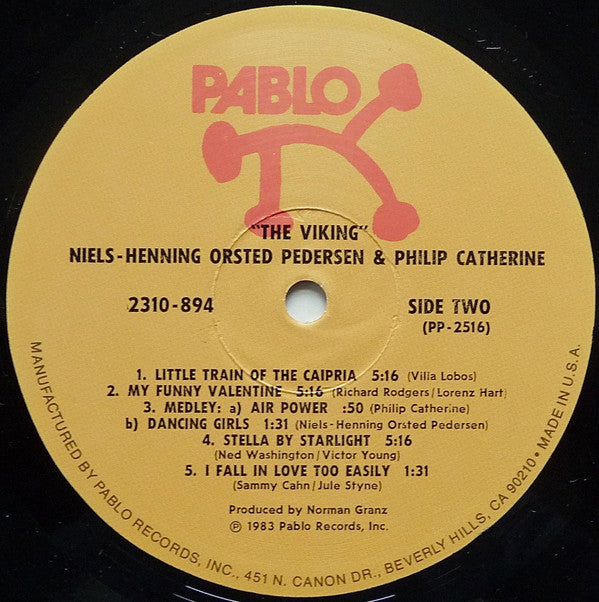 PABLO
"THE VIKING"
NIELS-HENNING ORSTED PEDERSEN & PHILIP CATHERINE
2310-894
SIDE TWO
(PP-2516)
1. LITTLE TRAIN OF THE CAIPRIA 5:16 (Villa Lobos)
2. MY FUNNY VALENTINE 5:16 (Richard Rodgers/Lorenz Hart)
3. MEDLEY: a) AIR POWER :50 (Philip Catherine)
b) DANCING GIRLS 1:31 (Niels-Henning Orsted Pedersen)
4. STELLA BY STARLIGHT 5:16
(Ned Washington/Victor Young)
5. I FALL IN LOVE TOO EASILY 1:31
(Sammy Cahn/Jule Styne)
Produced by Norman Granz
℗ 1983 Pablo Records, Inc.
MANUFACTURED BY PABLO RECORDS, INC., 451 N. CANON DR., BEVERLY HILLS, CA 90210 • MADE IN U.S.A.